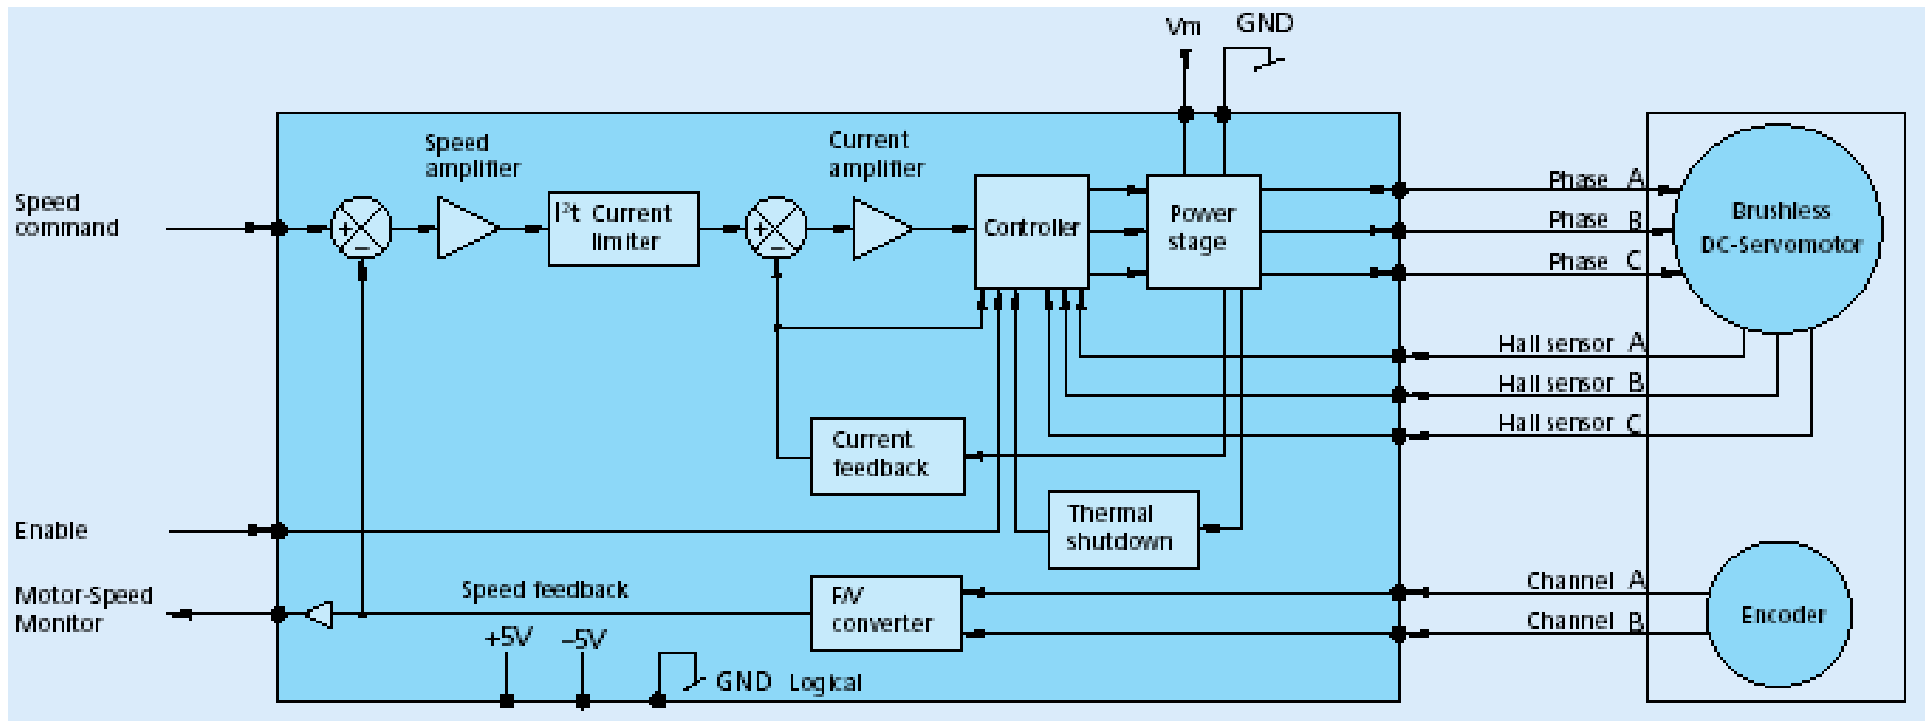 Vm
GND
Speed
amplifier
Current
amplifier
Speed
command
+
−
I²t Current
limiter
+
−
Controller
Power
stage
Phase A
Phase B
Phase C
Brushless
DC-Servomotor
Hall sensor A
Hall sensor B
Hall sensor C
Current
feedback
Enable
Thermal
shutdown
Motor-Speed
Monitor
Speed feedback
F/V
converter
Channel A
Channel B
Encoder
+5V
–5V
GND Logical